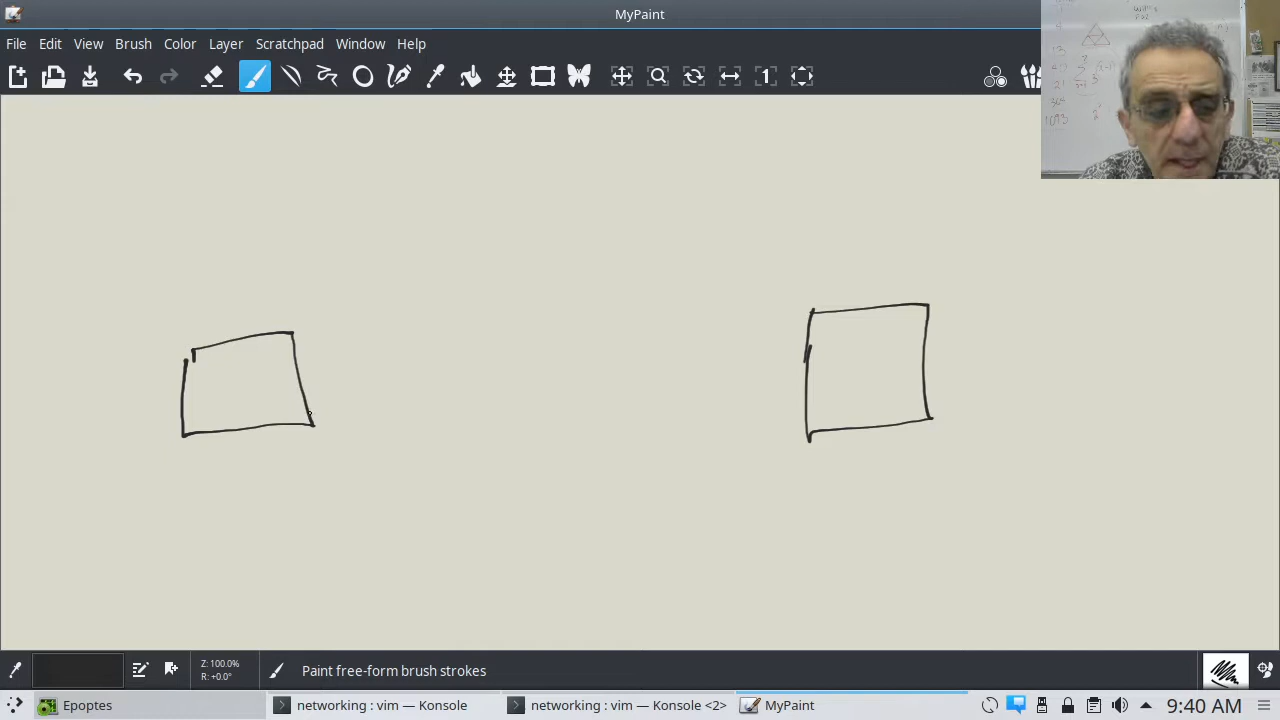 MyPaint
File Edit View Brush Color Layer Scratchpad Window Help
Z: 100.0%
R: +0.0°
Paint free-form brush strokes
Epoptes
networking : vim — Konsole
networking : vim — Konsole <2>
MyPaint
9:40 AM